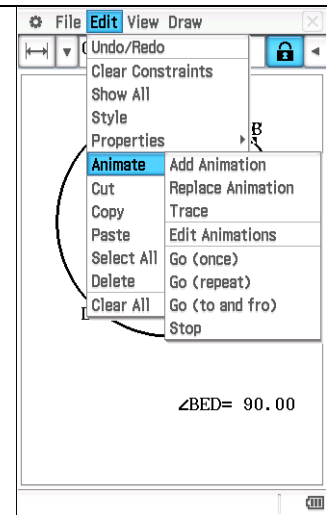 File Edit View Draw
Undo/Redo
Clear Constraints
Show All
Style
Properties
B
Animate
Add Animation
Cut
Replace Animation
Copy
Trace
Paste
Edit Animations
Select All
Go (once)
Delete
Go (repeat)
Clear All
Go (to and fro)
Stop
∠BED= 90.00